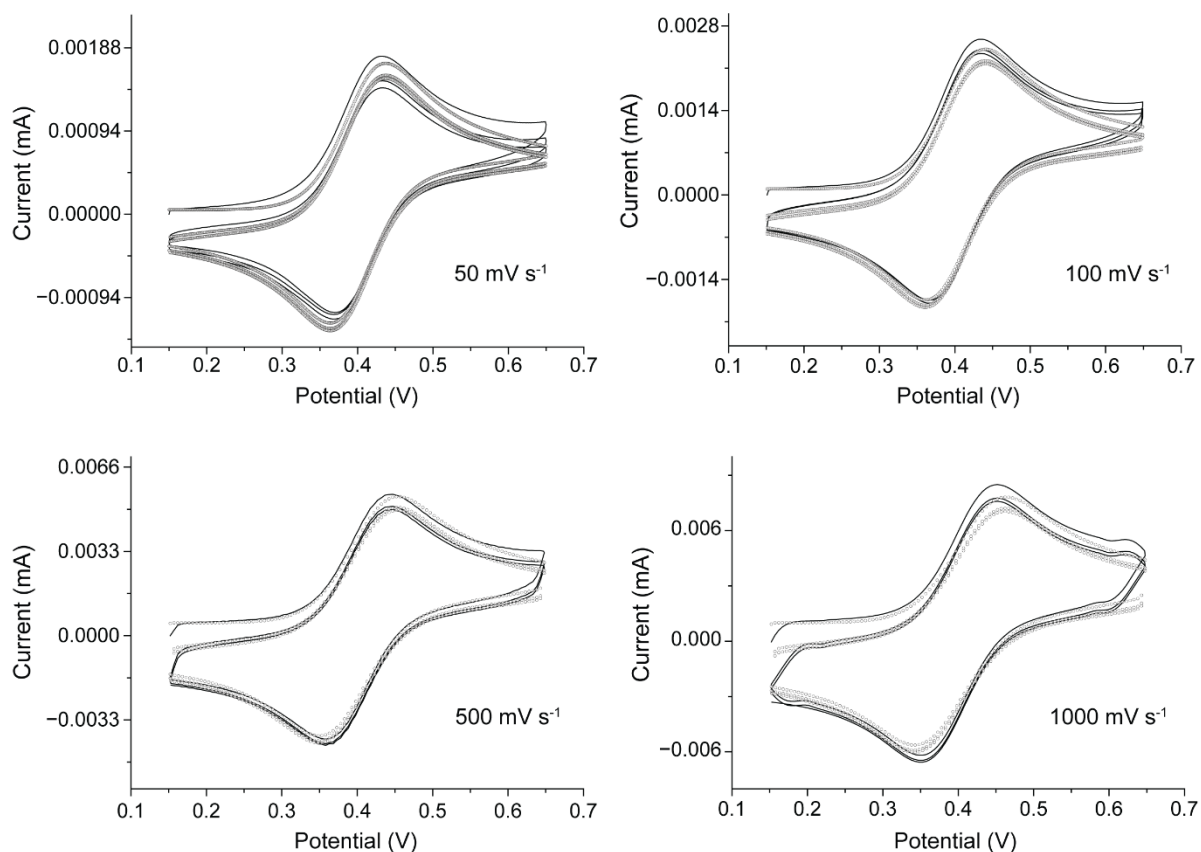 Current (mA)
0.00188
0.00094
0.00000
−0.00094
50 mV s⁻¹
0.1 0.2 0.3 0.4 0.5 0.6 0.7
Potential (V)
Current (mA)
0.0028
0.0014
0.0000
−0.0014
100 mV s⁻¹
0.1 0.2 0.3 0.4 0.5 0.6 0.7
Potential (V)
Current (mA)
0.0066
0.0033
0.0000
−0.0033
500 mV s⁻¹
0.1 0.2 0.3 0.4 0.5 0.6 0.7
Potential (V)
Current (mA)
0.006
0.000
−0.006
1000 mV s⁻¹
0.1 0.2 0.3 0.4 0.5 0.6 0.7
Potential (V)